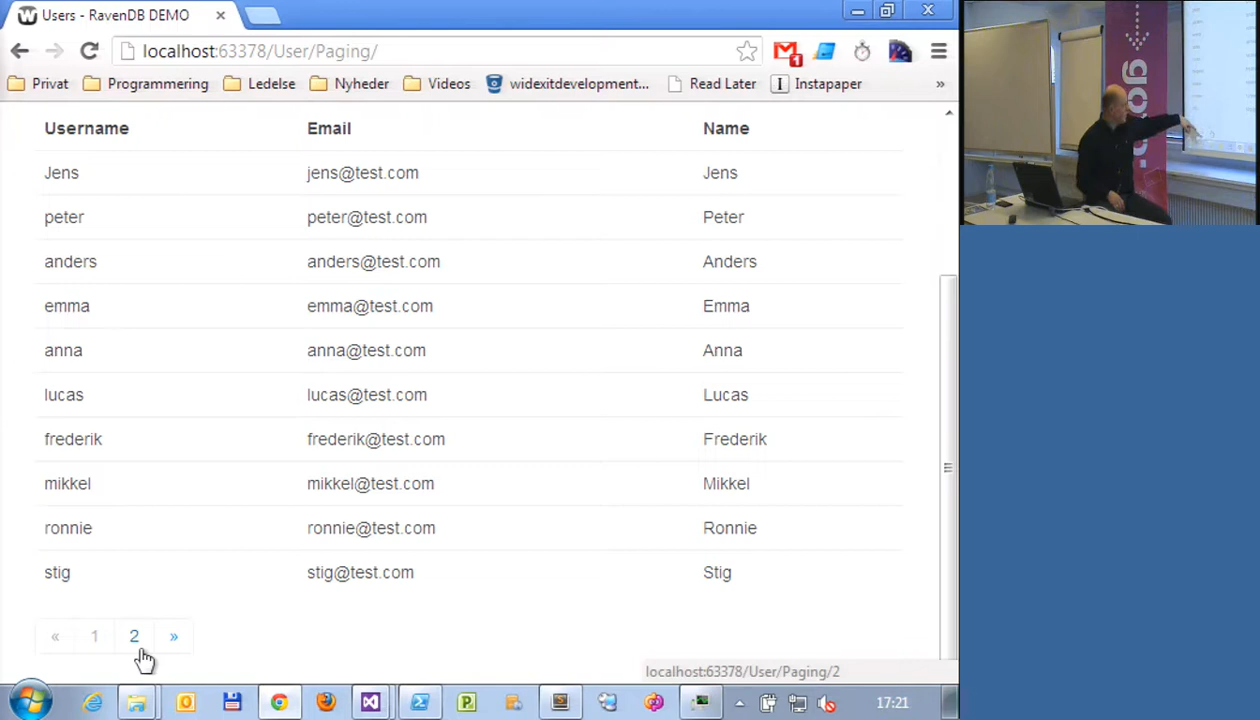 Users - RavenDB DEMO
localhost:63378/User/Paging/
1
Privat Programmering Ledelse Nyheder Videos widexitdevelopment... Read Later Instapaper »
Username Email Name
Jens jens@test.com Jens
peter peter@test.com Peter
anders anders@test.com Anders
emma emma@test.com Emma
anna anna@test.com Anna
lucas lucas@test.com Lucas
frederik frederik@test.com Frederik
mikkel mikkel@test.com Mikkel
ronnie ronnie@test.com Ronnie
stig stig@test.com Stig
« 1 2 »
localhost:63378/User/Paging/2
17:21